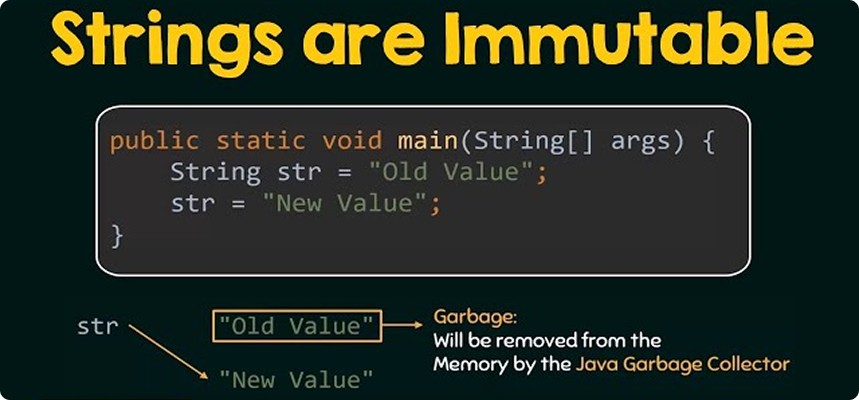 Strings are Immutable
public static void main(String[] args) {
    String str = "Old Value";
    str = "New Value";
}
str
"Old Value"
Garbage:
Will be removed from the
Memory by the Java Garbage Collector
"New Value"